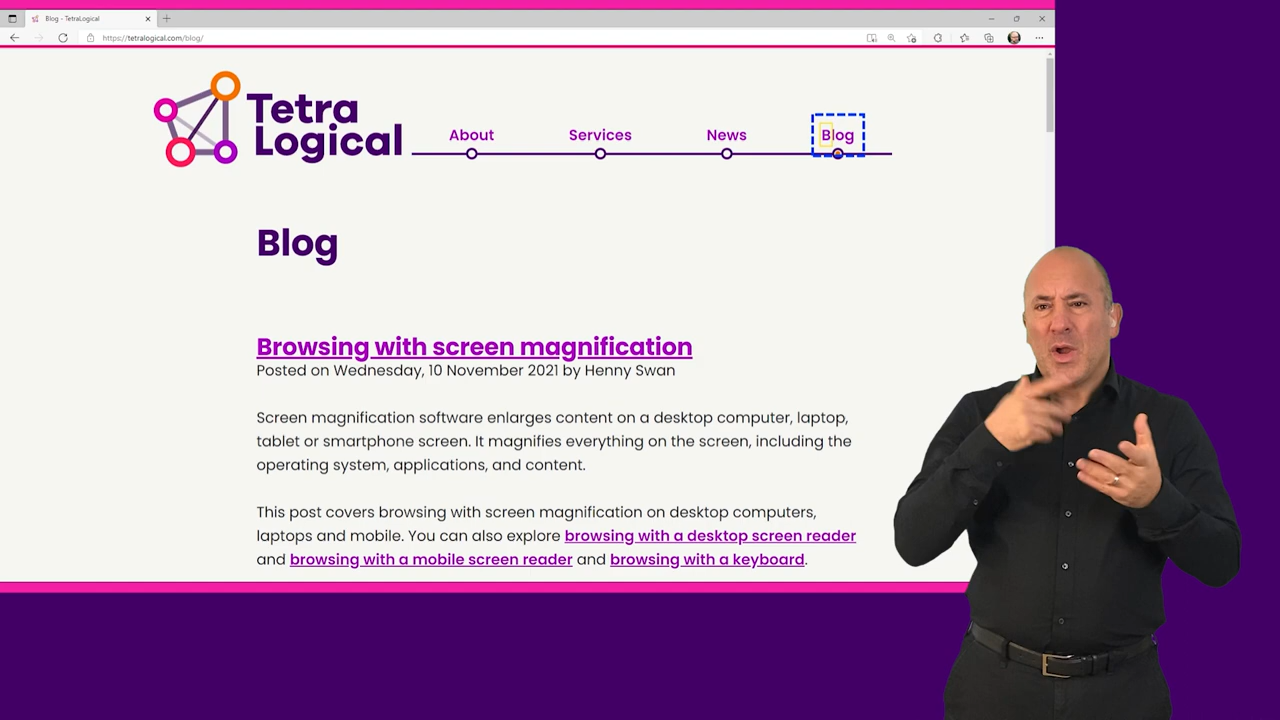 Blog - TetraLogical
https://tetralogical.com/blog/
Tetra
Logical
About
Services
News
Blog
Blog
Browsing with screen magnification
Posted on Wednesday, 10 November 2021 by Henny Swan
Screen magnification software enlarges content on a desktop computer, laptop,
tablet or smartphone screen. It magnifies everything on the screen, including the
operating system, applications, and content.
This post covers browsing with screen magnification on desktop computers,
laptops and mobile. You can also explore browsing with a desktop screen reader
and browsing with a mobile screen reader and browsing with a keyboard.